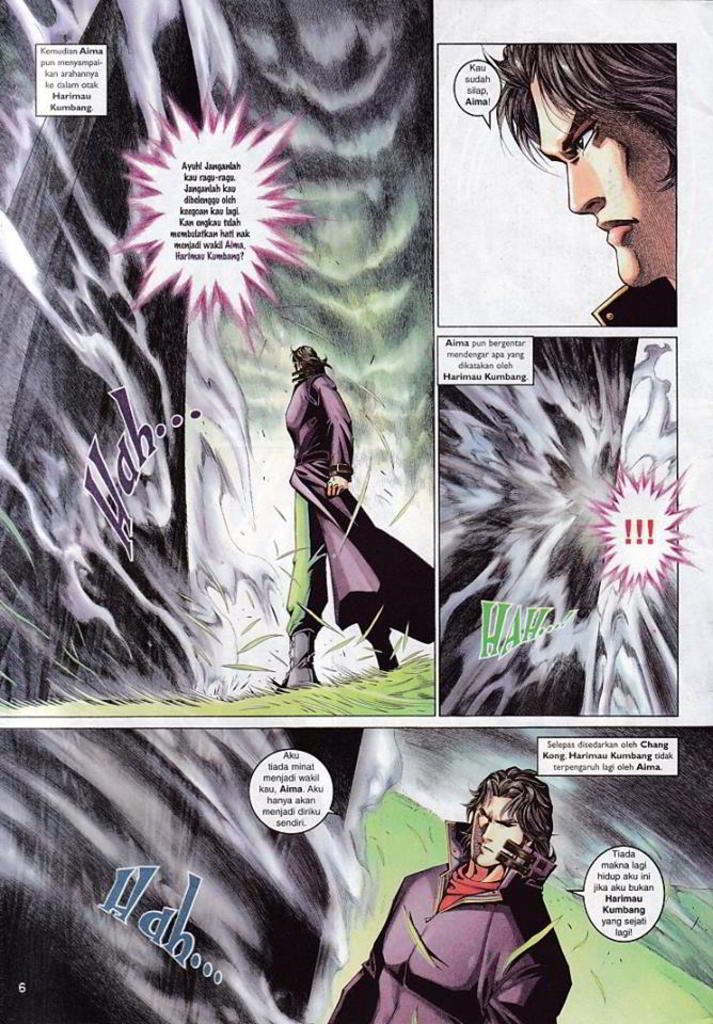 Kemudian Aima
pun menyampai-
kan arahannya
ke dalam otak
Harimau
Kumbang.
Ayuh! Janganlah
kau ragu-ragu.
Janganlah kau
dibelenggu oleh
keegoan kau lagi.
Kan engkau telah
membulatkan hati nak
menjadi wakil Aima,
Harimau Kumbang?
Hah...
Kau
sudah
silap,
Aima!
Aima pun bergentar
mendengar apa yang
dikatakan oleh
Harimau Kumbang.
!!!
HAH...
Aku
tiada minat
menjadi wakil
kau, Aima. Aku
hanya akan
menjadi diriku
sendiri.
Selepas disedarkan oleh Chang
Kong, Harimau Kumbang tidak
terpengaruh lagi oleh Aima.
Tiada
makna lagi
hidup aku ini
jika aku bukan
Harimau
Kumbang
yang sejati
lagi!
Hah...
6